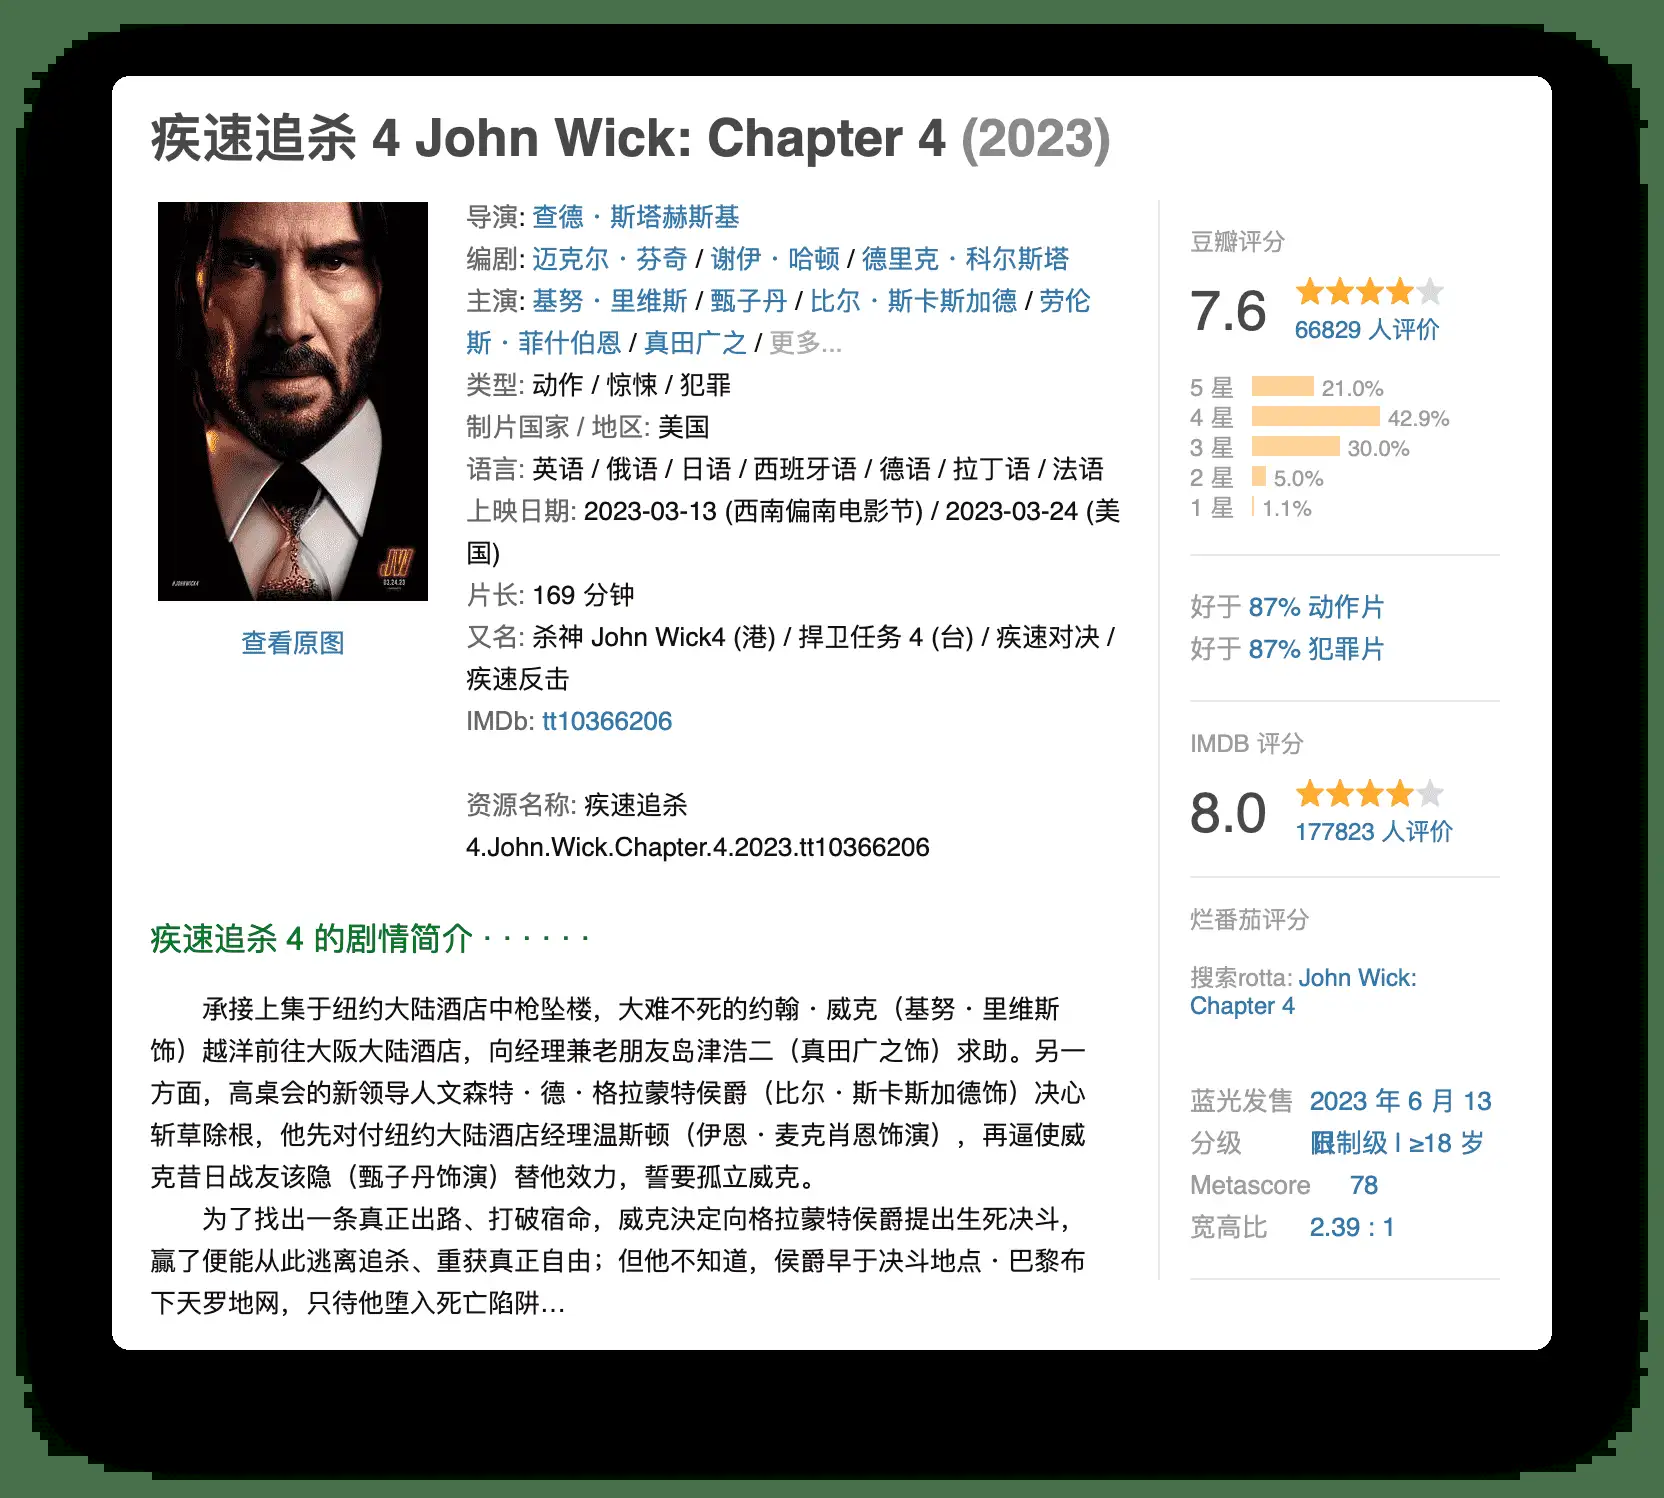 疾速追杀 4 John Wick: Chapter 4 (2023)
#JOHNWICK4
JW
03.24.23
查看原图
导演: 查德 · 斯塔赫斯基
编剧: 迈克尔 · 芬奇 / 谢伊 · 哈顿 / 德里克 · 科尔斯塔
主演: 基努 · 里维斯 / 甄子丹 / 比尔 · 斯卡斯加德 / 劳伦
斯 · 菲什伯恩 / 真田广之 / 更多...
类型: 动作 / 惊悚 / 犯罪
制片国家 / 地区: 美国
语言: 英语 / 俄语 / 日语 / 西班牙语 / 德语 / 拉丁语 / 法语
上映日期: 2023-03-13 (西南偏南电影节) / 2023-03-24 (美
国)
片长: 169 分钟
又名: 杀神 John Wick4 (港) / 捍卫任务 4 (台) / 疾速对决 /
疾速反击
IMDb: tt10366206
资源名称: 疾速追杀
4.John.Wick.Chapter.4.2023.tt10366206
豆瓣评分
7.6
66829 人评价
5 星 21.0%
4 星 42.9%
3 星 30.0%
2 星 5.0%
1 星 1.1%
好于 87% 动作片
好于 87% 犯罪片
IMDB 评分
8.0
177823 人评价
烂番茄评分
搜索rotta: John Wick:
Chapter 4
蓝光发售 2023 年 6 月 13
分级 限制级 | ≥18 岁
Metascore 78
宽高比 2.39 : 1
疾速追杀 4 的剧情简介 · · · · · ·
承接上集于纽约大陆酒店中枪坠楼，大难不死的约翰 · 威克（基努 · 里维斯
饰）越洋前往大阪大陆酒店，向经理兼老朋友岛津浩二（真田广之饰）求助。另一
方面，高桌会的新领导人文森特 · 德 · 格拉蒙特侯爵（比尔 · 斯卡斯加德饰）决心
斩草除根，他先对付纽约大陆酒店经理温斯顿（伊恩 · 麦克肖恩饰演），再逼使威
克昔日战友该隐（甄子丹饰演）替他效力，誓要孤立威克。
为了找出一条真正出路、打破宿命，威克決定向格拉蒙特侯爵提出生死决斗，
赢了便能从此逃离追杀、重获真正自由；但他不知道，侯爵早于决斗地点 · 巴黎布
下天罗地网，只待他堕入死亡陷阱...